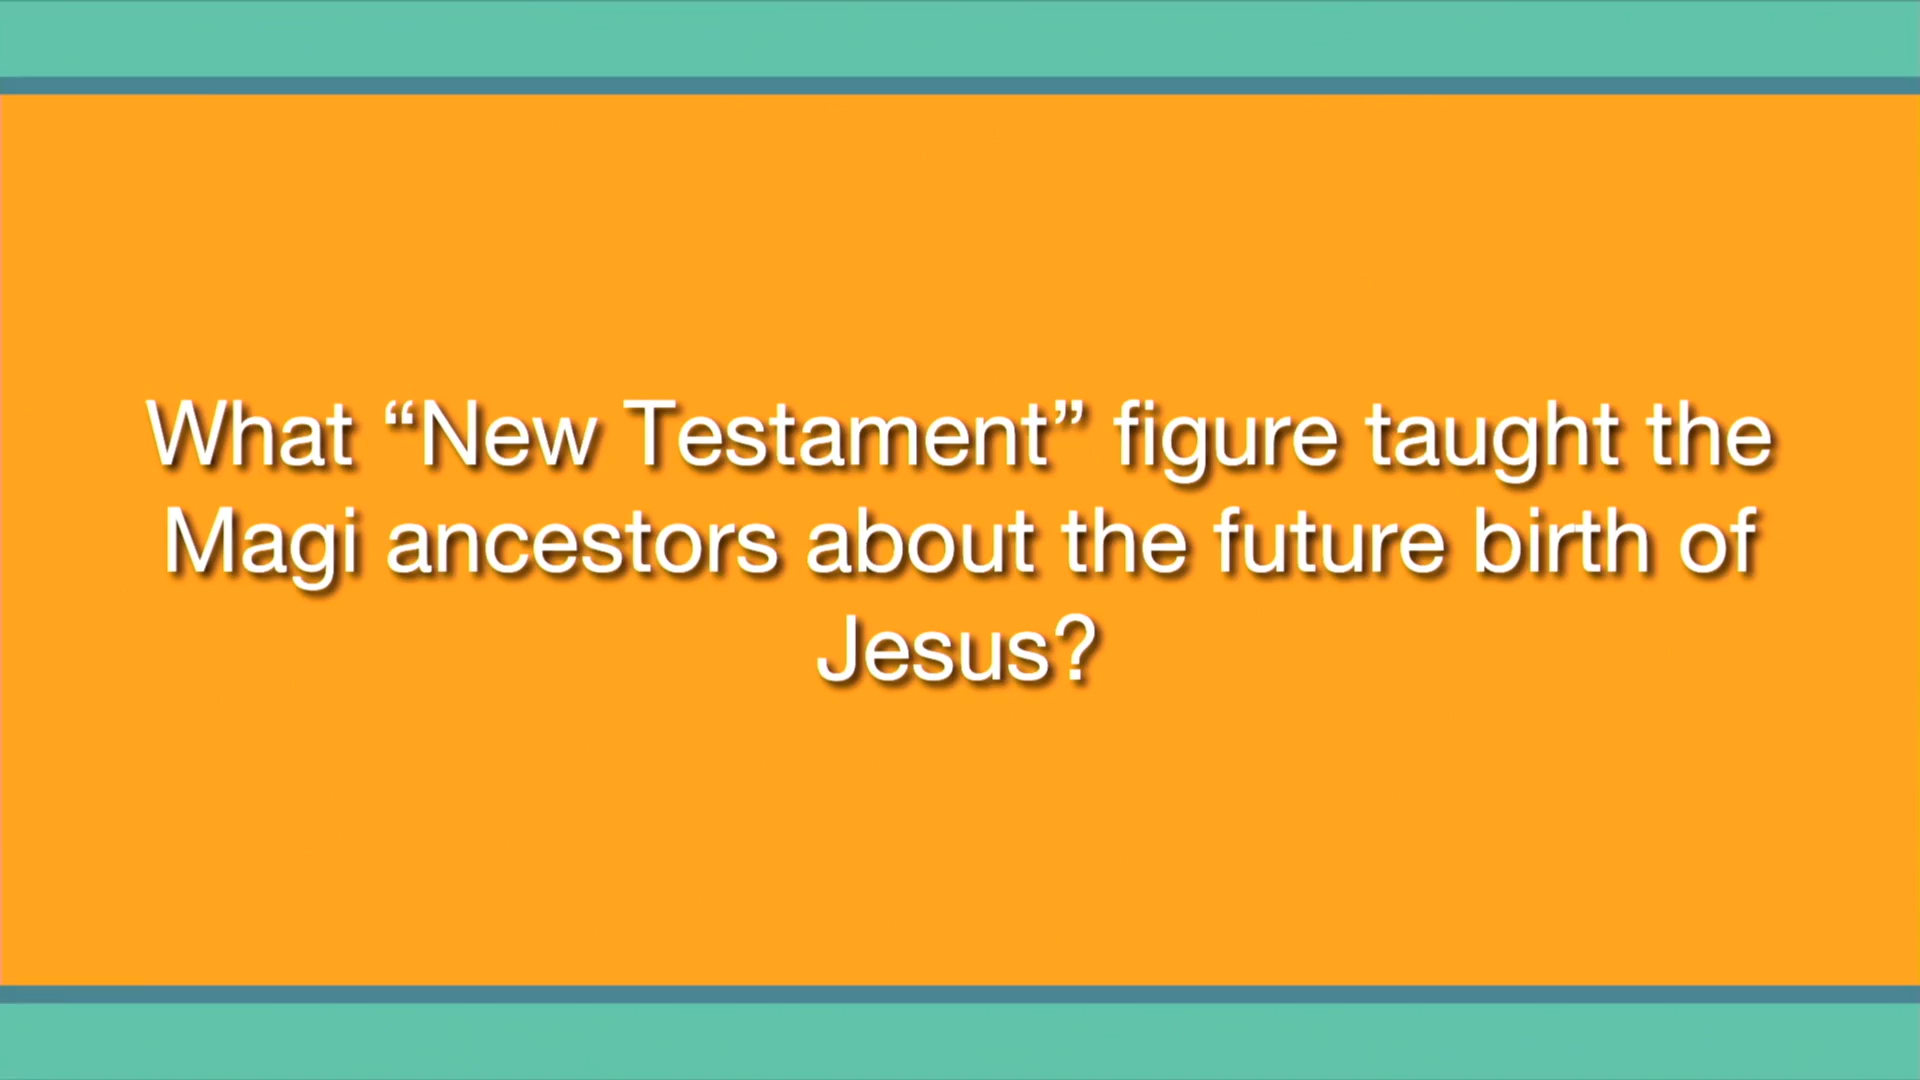 What “New Testament” figure taught the
Magi ancestors about the future birth of
Jesus?